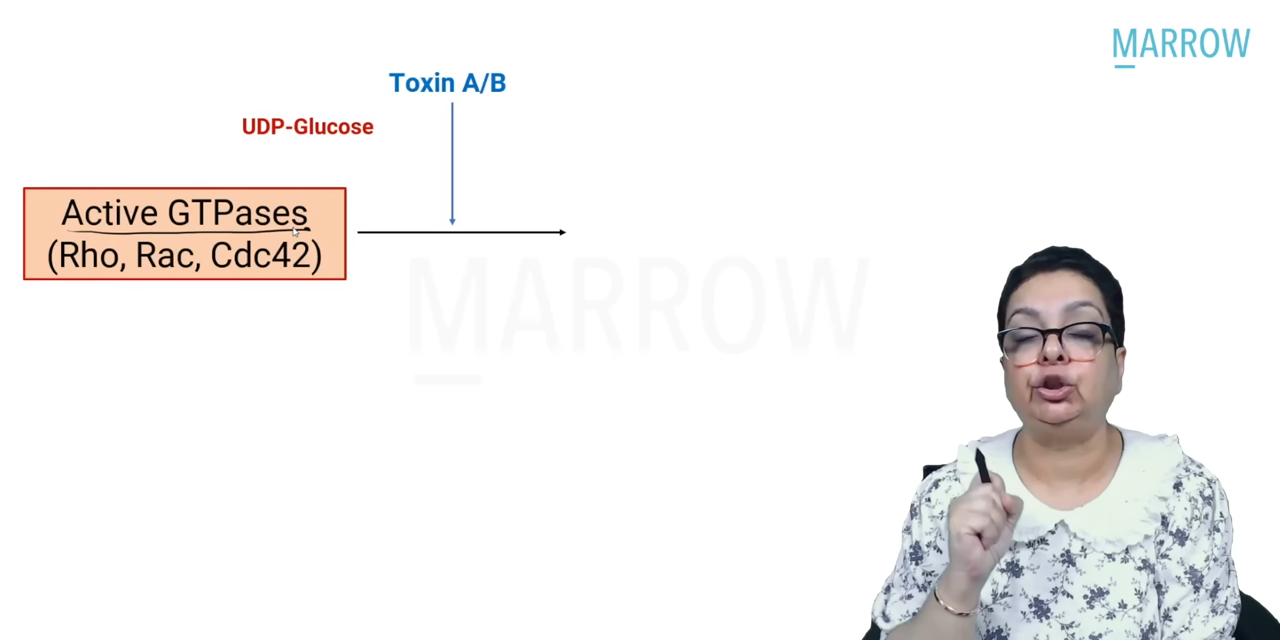 MARROW
Toxin A/B
UDP-Glucose
Active GTPases
(Rho, Rac, Cdc42)
MARROW